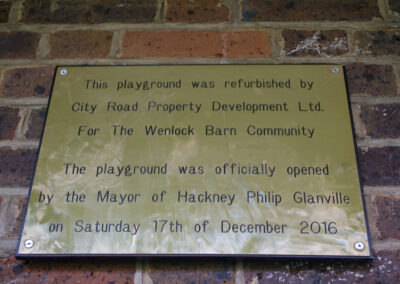 This playground was refurbished by
City Road Property Development Ltd.
For The Wenlock Barn Community
The playground was officially opened
by the Mayor of Hackney Philip Glanville
on Saturday 17th of December 2016